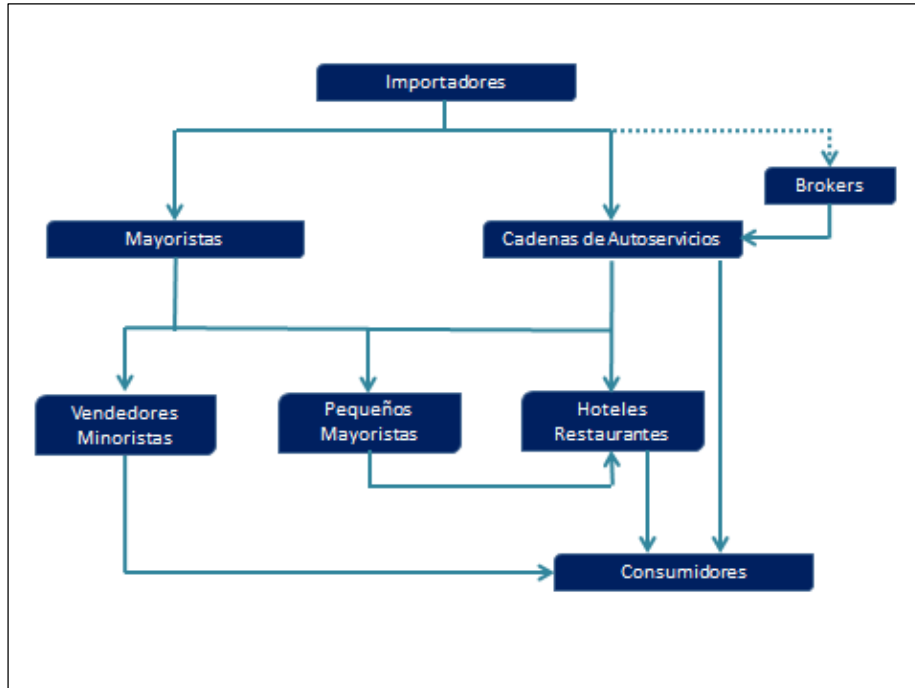 Importadores
Brokers
Mayoristas
Cadenas de Autoservicios
Vendedores
Minoristas
Pequeños
Mayoristas
Hoteles
Restaurantes
Consumidores